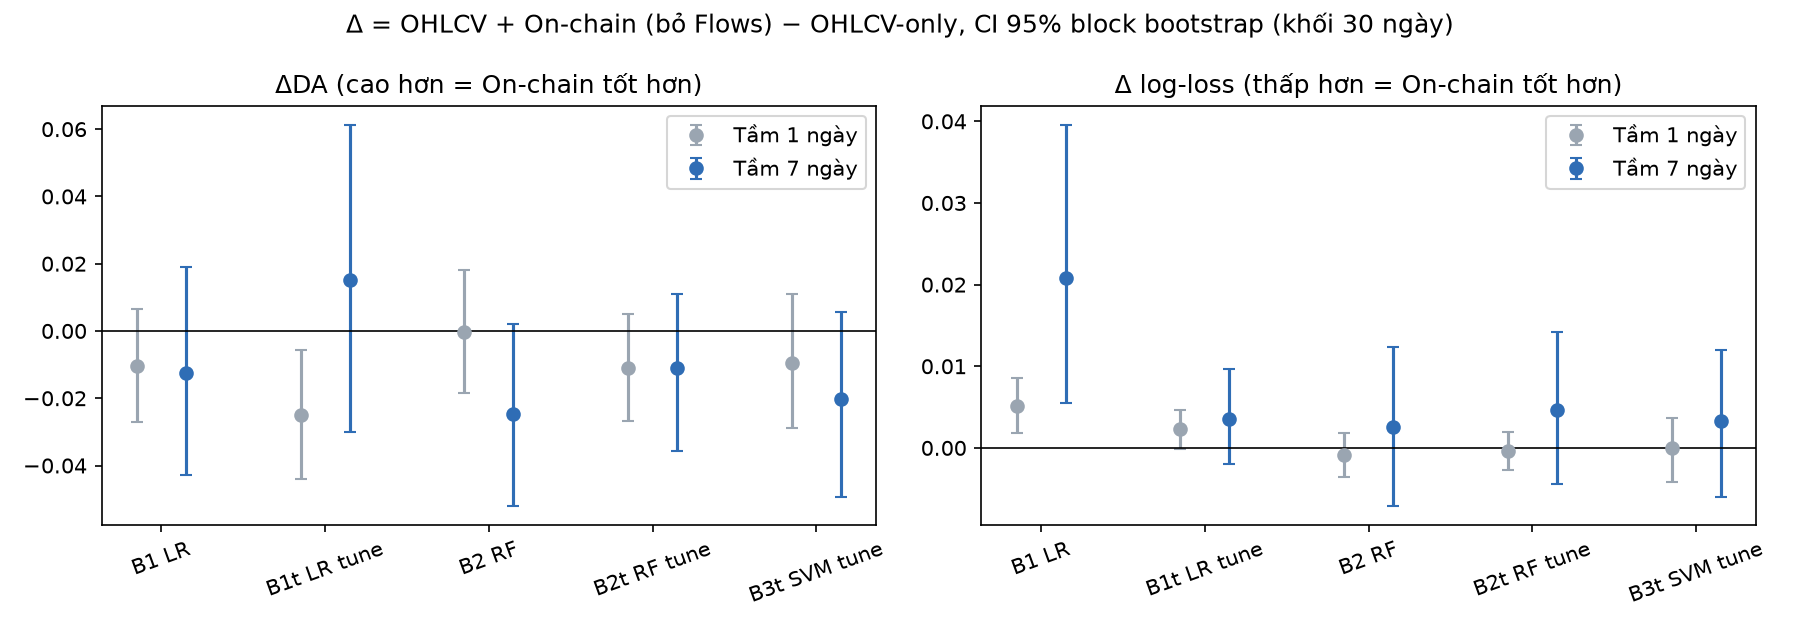 Δ = OHLCV + On-chain (bỏ Flows) − OHLCV-only, CI 95% block bootstrap (khối 30 ngày)
ΔDA (cao hơn = On-chain tốt hơn)
0.06
0.04
0.02
0.00
−0.02
−0.04
Tầm 1 ngày
Tầm 7 ngày
B1 LR
B1t LR tune
B2 RF
B2t RF tune
B3t SVM tune
Δ log-loss (thấp hơn = On-chain tốt hơn)
0.04
0.03
0.02
0.01
0.00
Tầm 1 ngày
Tầm 7 ngày
B1 LR
B1t LR tune
B2 RF
B2t RF tune
B3t SVM tune